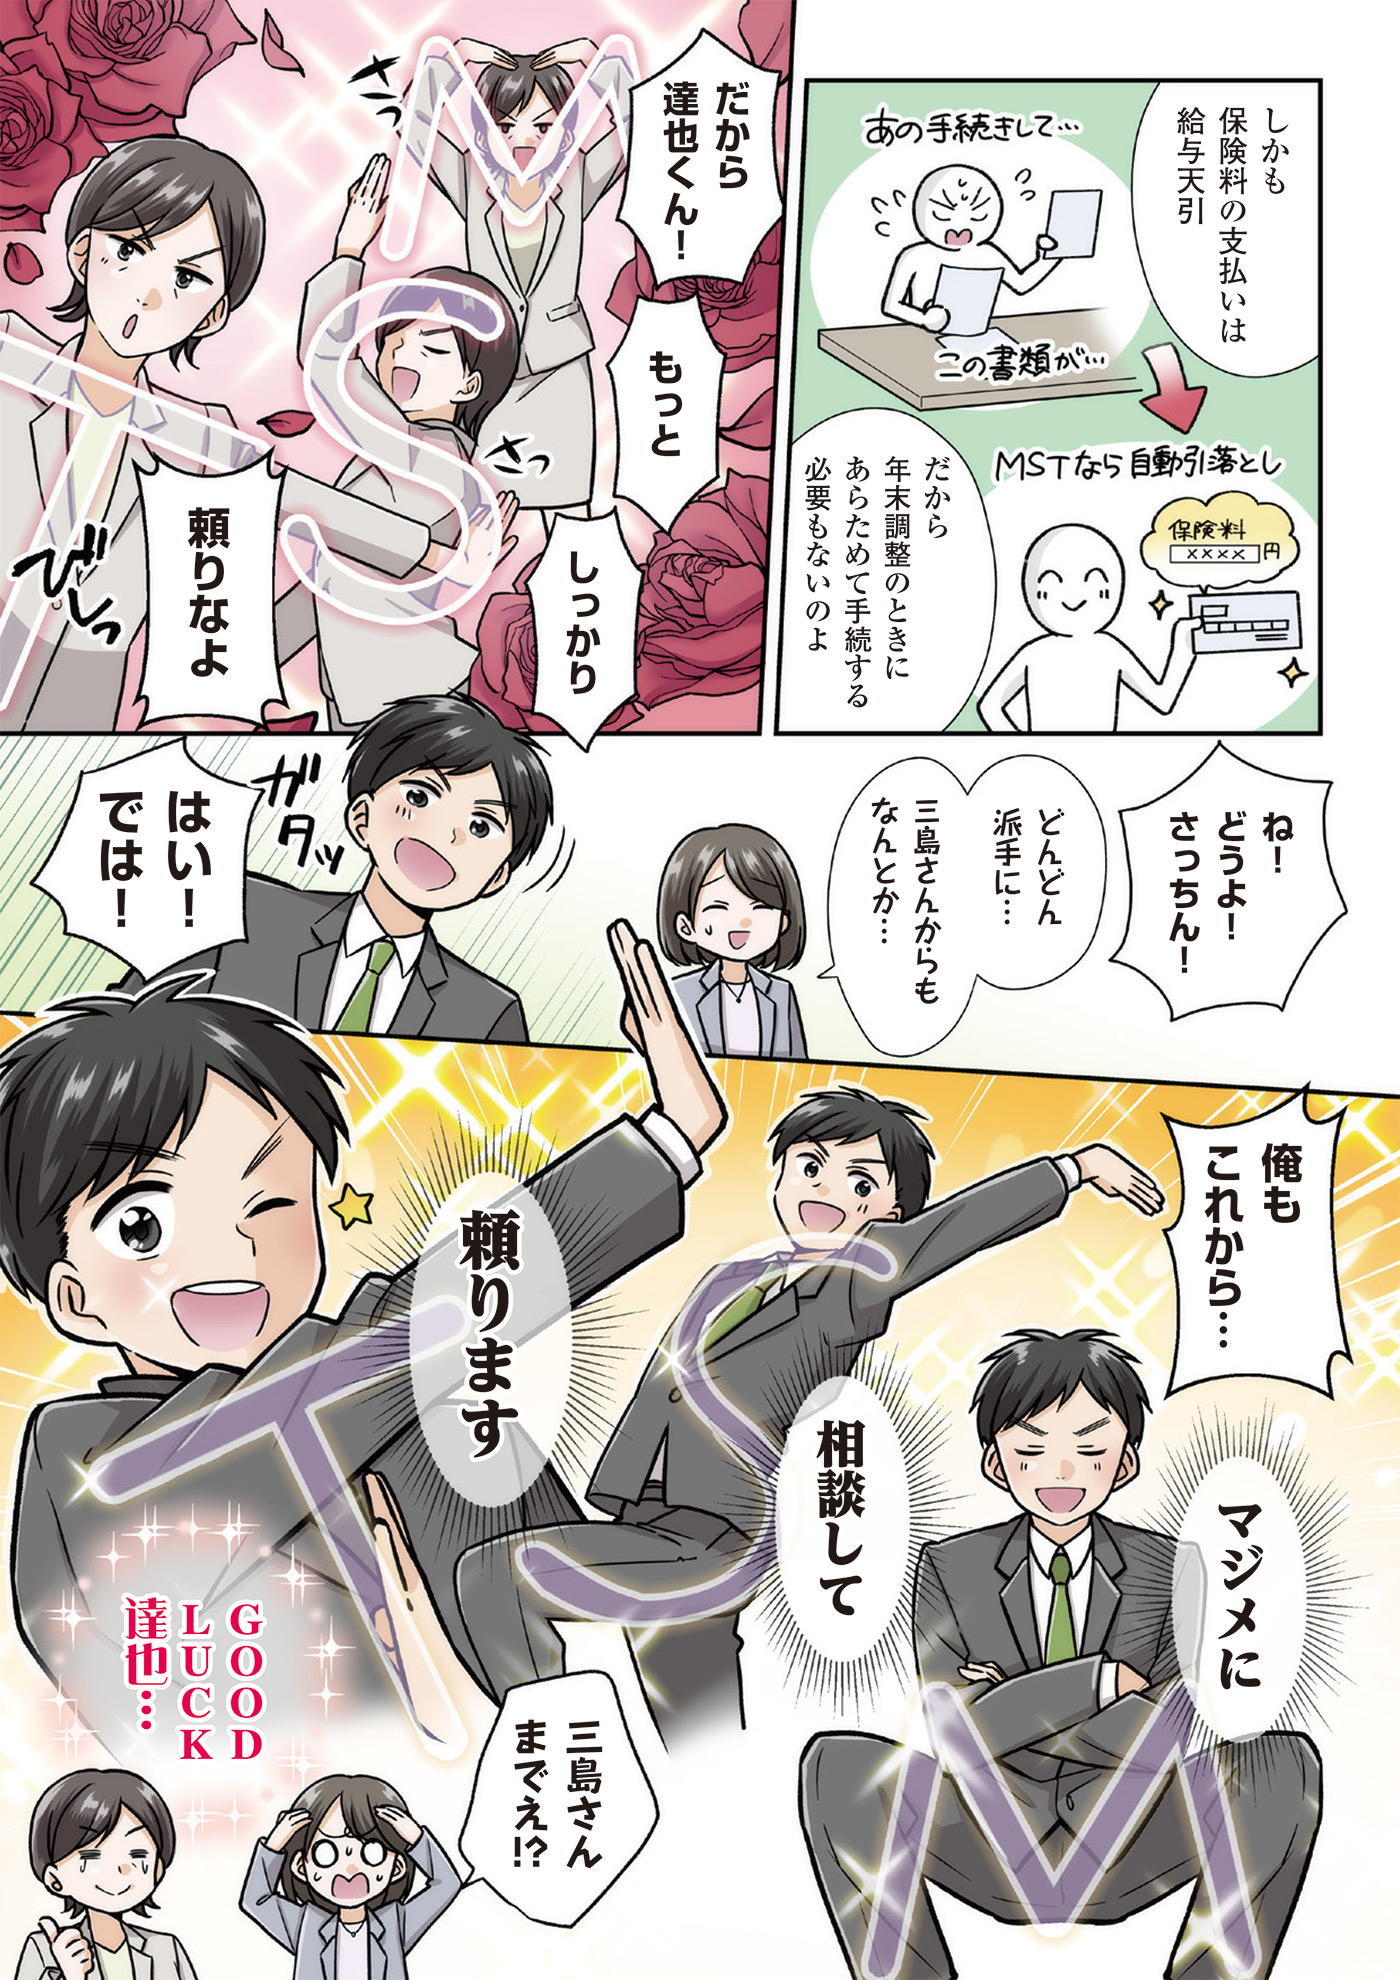 しかも
保険料の支払いは
給与天引
あの手続きして…
この書類が…
MSTなら自動引落とし
保険料
××××円
だから
年末調整のときに
あらためて手続する
必要もないのよ
だから
達也くん！
もっと
しっかり
頼りなよ
M
S
T
さっ
さっ
びしっ
ね！
どうよ！
さっちん！
どんどん
派手に…
三島さんからも
なんとか…
ガタッ
はい！
では！
俺も
これから…
マジメに
相談して
頼ります
M
S
T
三島さん
までえ!?
GOOD
LUCK
達也…